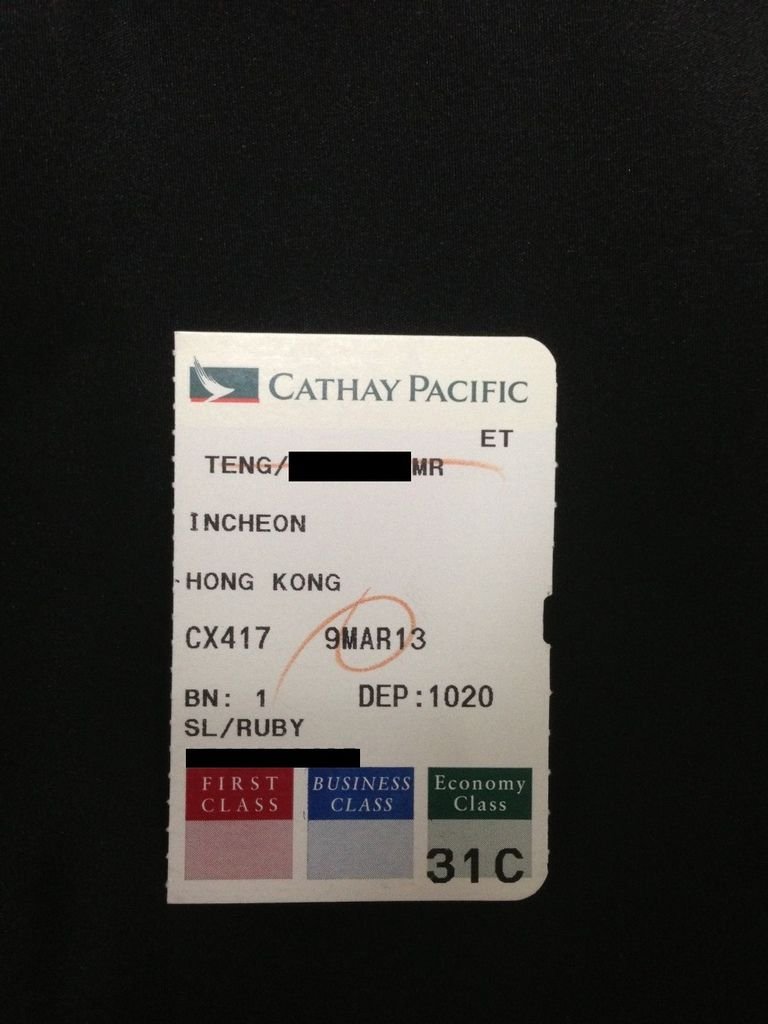 CATHAY PACIFIC
ET
TENG/ MR
INCHEON
HONG KONG
CX417 9MAR13
BN: 1 DEP:1020
SL/RUBY
FIRST CLASS
BUSINESS CLASS
Economy Class
31C